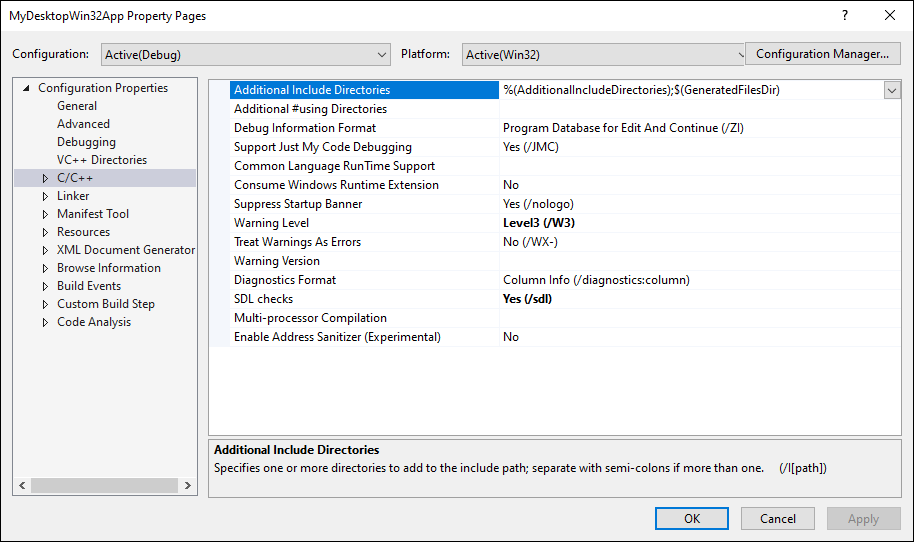 MyDesktopWin32App Property Pages
?
Configuration: Active(Debug) Platform: Active(Win32) Configuration Manager...
Configuration Properties
General
Advanced
Debugging
VC++ Directories
C/C++
Linker
Manifest Tool
Resources
XML Document Generator
Browse Information
Build Events
Custom Build Step
Code Analysis
Additional Include Directories %(AdditionalIncludeDirectories);$(GeneratedFilesDir)
Additional #using Directories
Debug Information Format Program Database for Edit And Continue (/ZI)
Support Just My Code Debugging Yes (/JMC)
Common Language RunTime Support
Consume Windows Runtime Extension No
Suppress Startup Banner Yes (/nologo)
Warning Level Level3 (/W3)
Treat Warnings As Errors No (/WX-)
Warning Version
Diagnostics Format Column Info (/diagnostics:column)
SDL checks Yes (/sdl)
Multi-processor Compilation
Enable Address Sanitizer (Experimental) No
Additional Include Directories
Specifies one or more directories to add to the include path; separate with semi-colons if more than one. (/I[path])
OK Cancel Apply